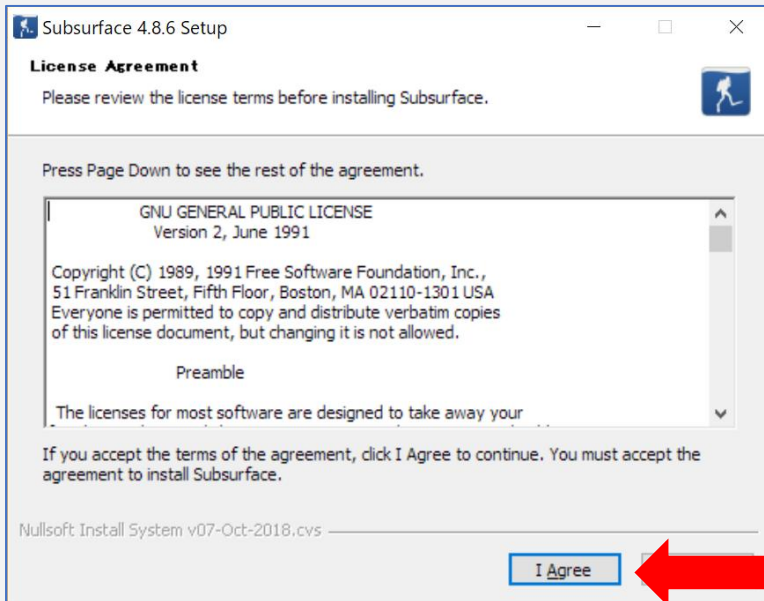 Subsurface 4.8.6 Setup
License Agreement
Please review the license terms before installing Subsurface.
Press Page Down to see the rest of the agreement.
GNU GENERAL PUBLIC LICENSE
Version 2, June 1991
Copyright (C) 1989, 1991 Free Software Foundation, Inc.,
51 Franklin Street, Fifth Floor, Boston, MA 02110-1301 USA
Everyone is permitted to copy and distribute verbatim copies
of this license document, but changing it is not allowed.
Preamble
The licenses for most software are designed to take away your
If you accept the terms of the agreement, click I Agree to continue. You must accept the
agreement to install Subsurface.
Nullsoft Install System v07-Oct-2018.cvs
I Agree